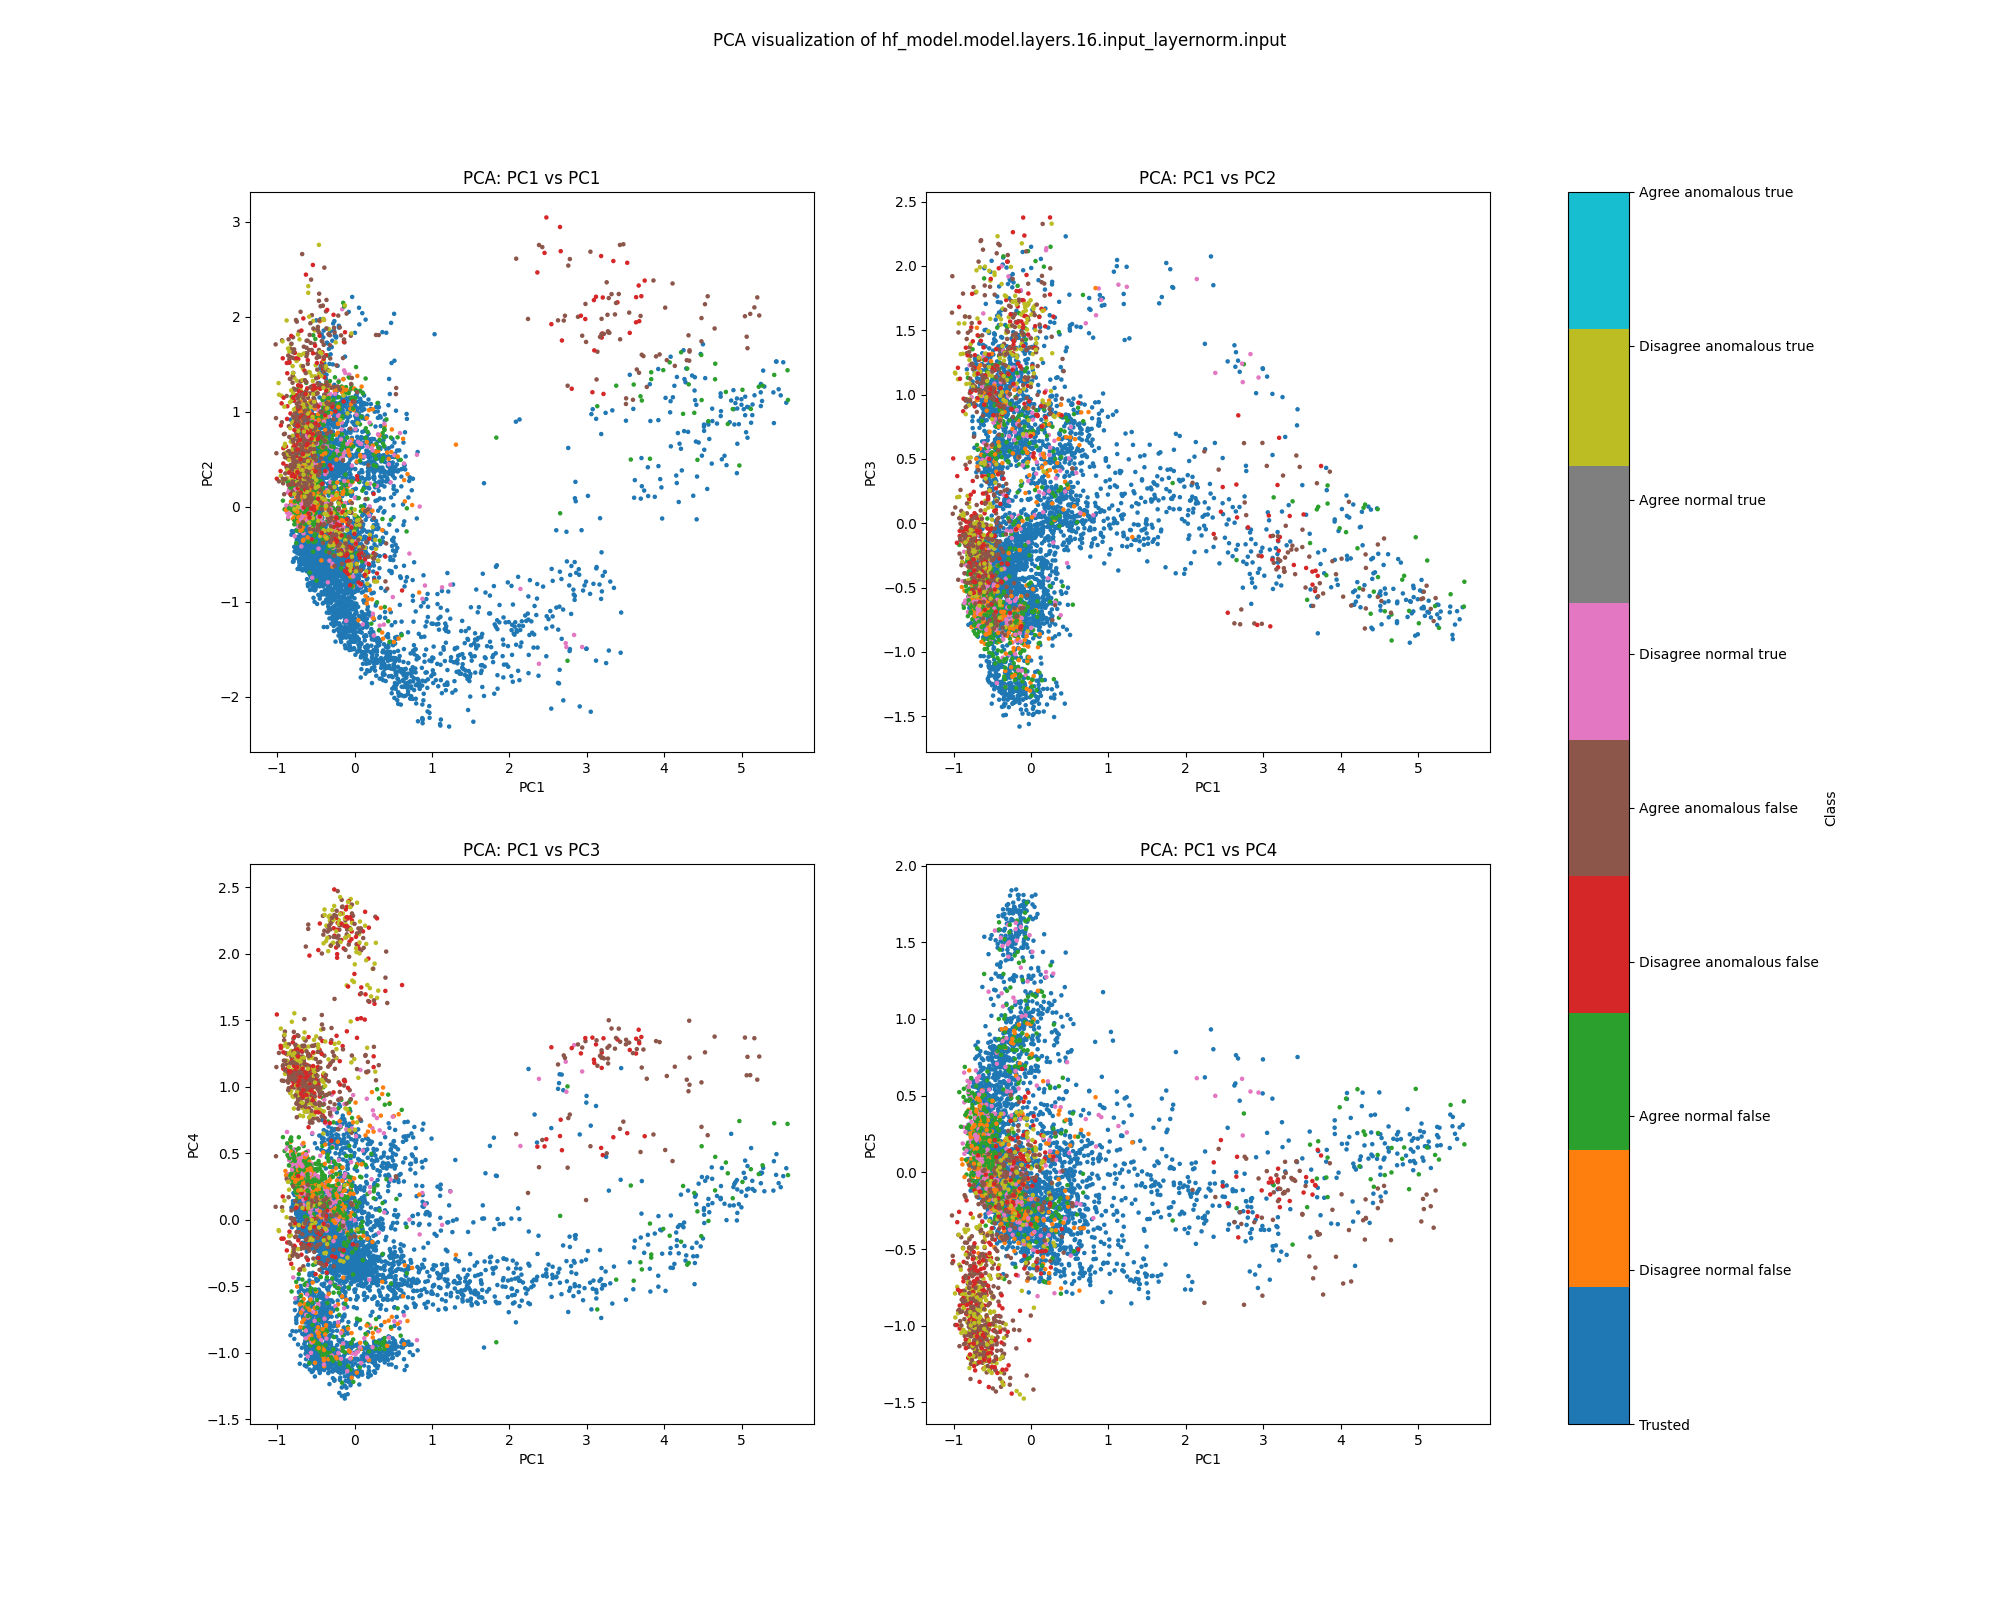 PCA visualization of hf_model.model.layers.16.input_layernorm.input
PCA: PC1 vs PC1
3
2
1
0
−1
−2
PC2
−1 0 1 2 3 4 5
PC1
PCA: PC1 vs PC2
2.5
2.0
1.5
1.0
0.5
0.0
−0.5
−1.0
−1.5
PC3
−1 0 1 2 3 4 5
PC1
PCA: PC1 vs PC3
2.5
2.0
1.5
1.0
0.5
0.0
−0.5
−1.0
−1.5
PC4
−1 0 1 2 3 4 5
PC1
PCA: PC1 vs PC4
2.0
1.5
1.0
0.5
0.0
−0.5
−1.0
−1.5
PC5
−1 0 1 2 3 4 5
PC1
Agree anomalous true
Disagree anomalous true
Agree normal true
Disagree normal true
Agree anomalous false
Disagree anomalous false
Agree normal false
Disagree normal false
Trusted
Class